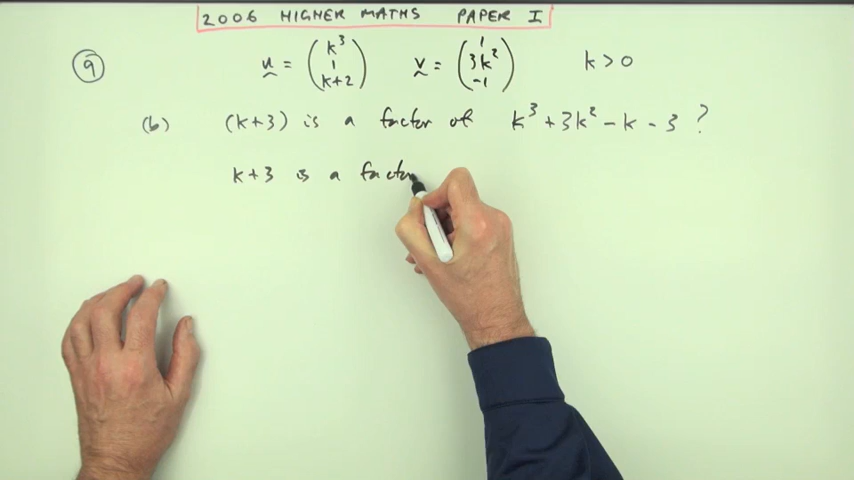 2006 HIGHER MATHS PAPER I
9 u = (k³ 1 k+2) v = (1 3k² -1) k > 0
(b) (k+3) is a factor of k³ + 3k² - k - 3 ?
k+3 is a factor